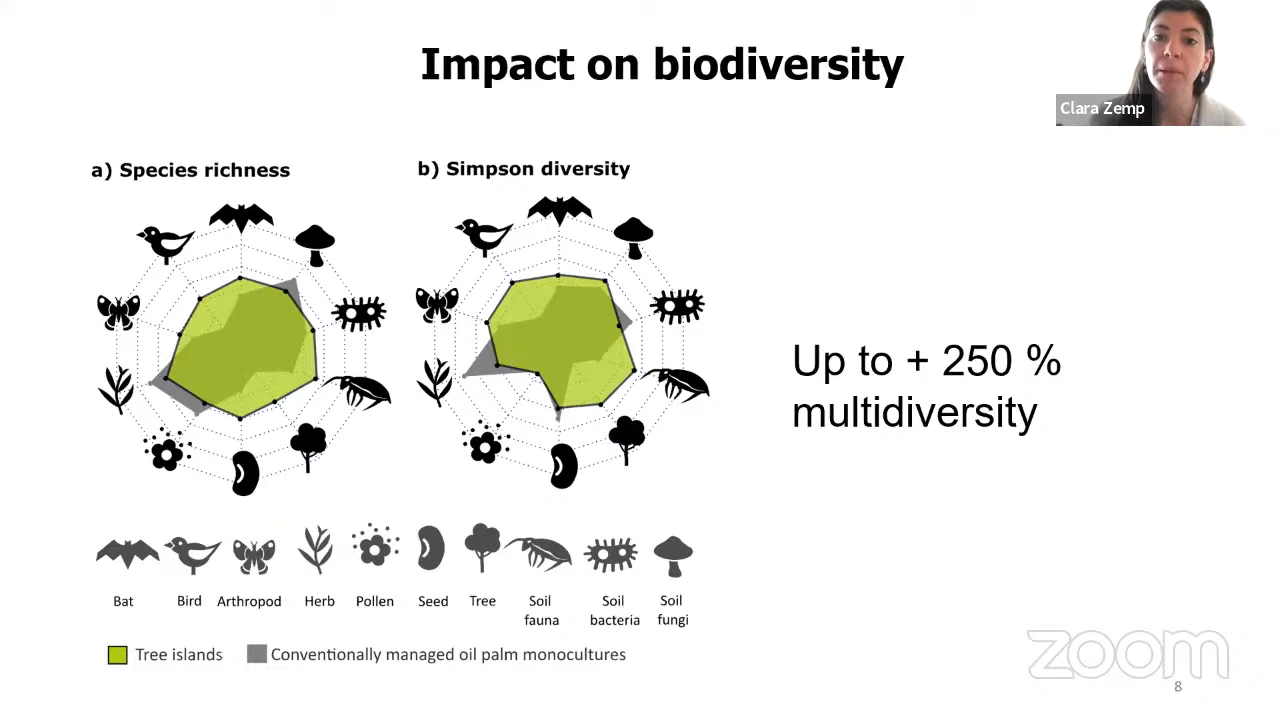 Impact on biodiversity
Clara Zemp
a) Species richness
b) Simpson diversity
Up to + 250 %
multidiversity
Bat
Bird
Arthropod
Herb
Pollen
Seed
Tree
Soil
fauna
Soil
bacteria
Soil
fungi
Tree islands
Conventionally managed oil palm monocultures
zoom
8